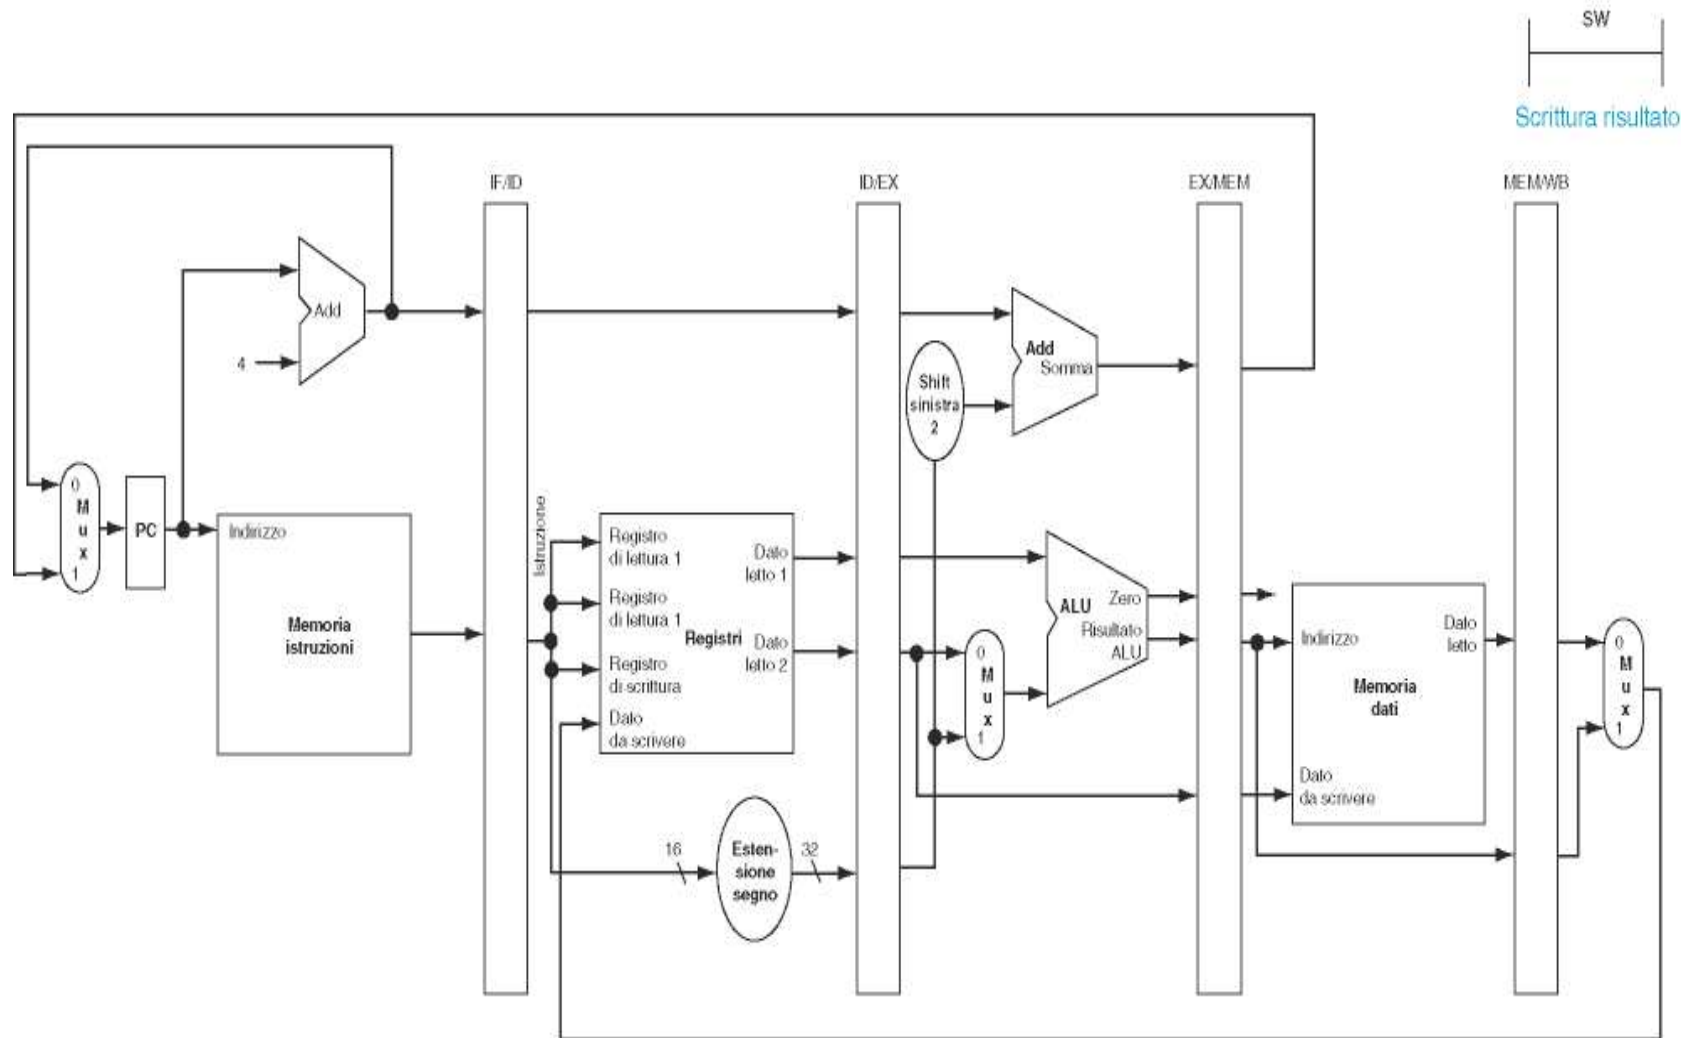 SW
Scrittura risultato
IF/ID
ID/EX
EX/MEM
MEM/WB
Add
4
Add
Somma
Shift
sinistra
2
0
M
u
x
1
PC
Indirizzo
Memoria
istruzioni
Istruzione
Registro
di lettura 1
Registro
di lettura 1
Registro
di scrittura
Dato
da scrivere
Registri
Dato
letto 1
Dato
letto 2
16
Esten-
sione
segno
32
0
M
u
x
1
ALU
Zero
Risultato
ALU
Indirizzo
Dato
letto
Memoria
dati
Dato
da scrivere
0
M
u
x
1